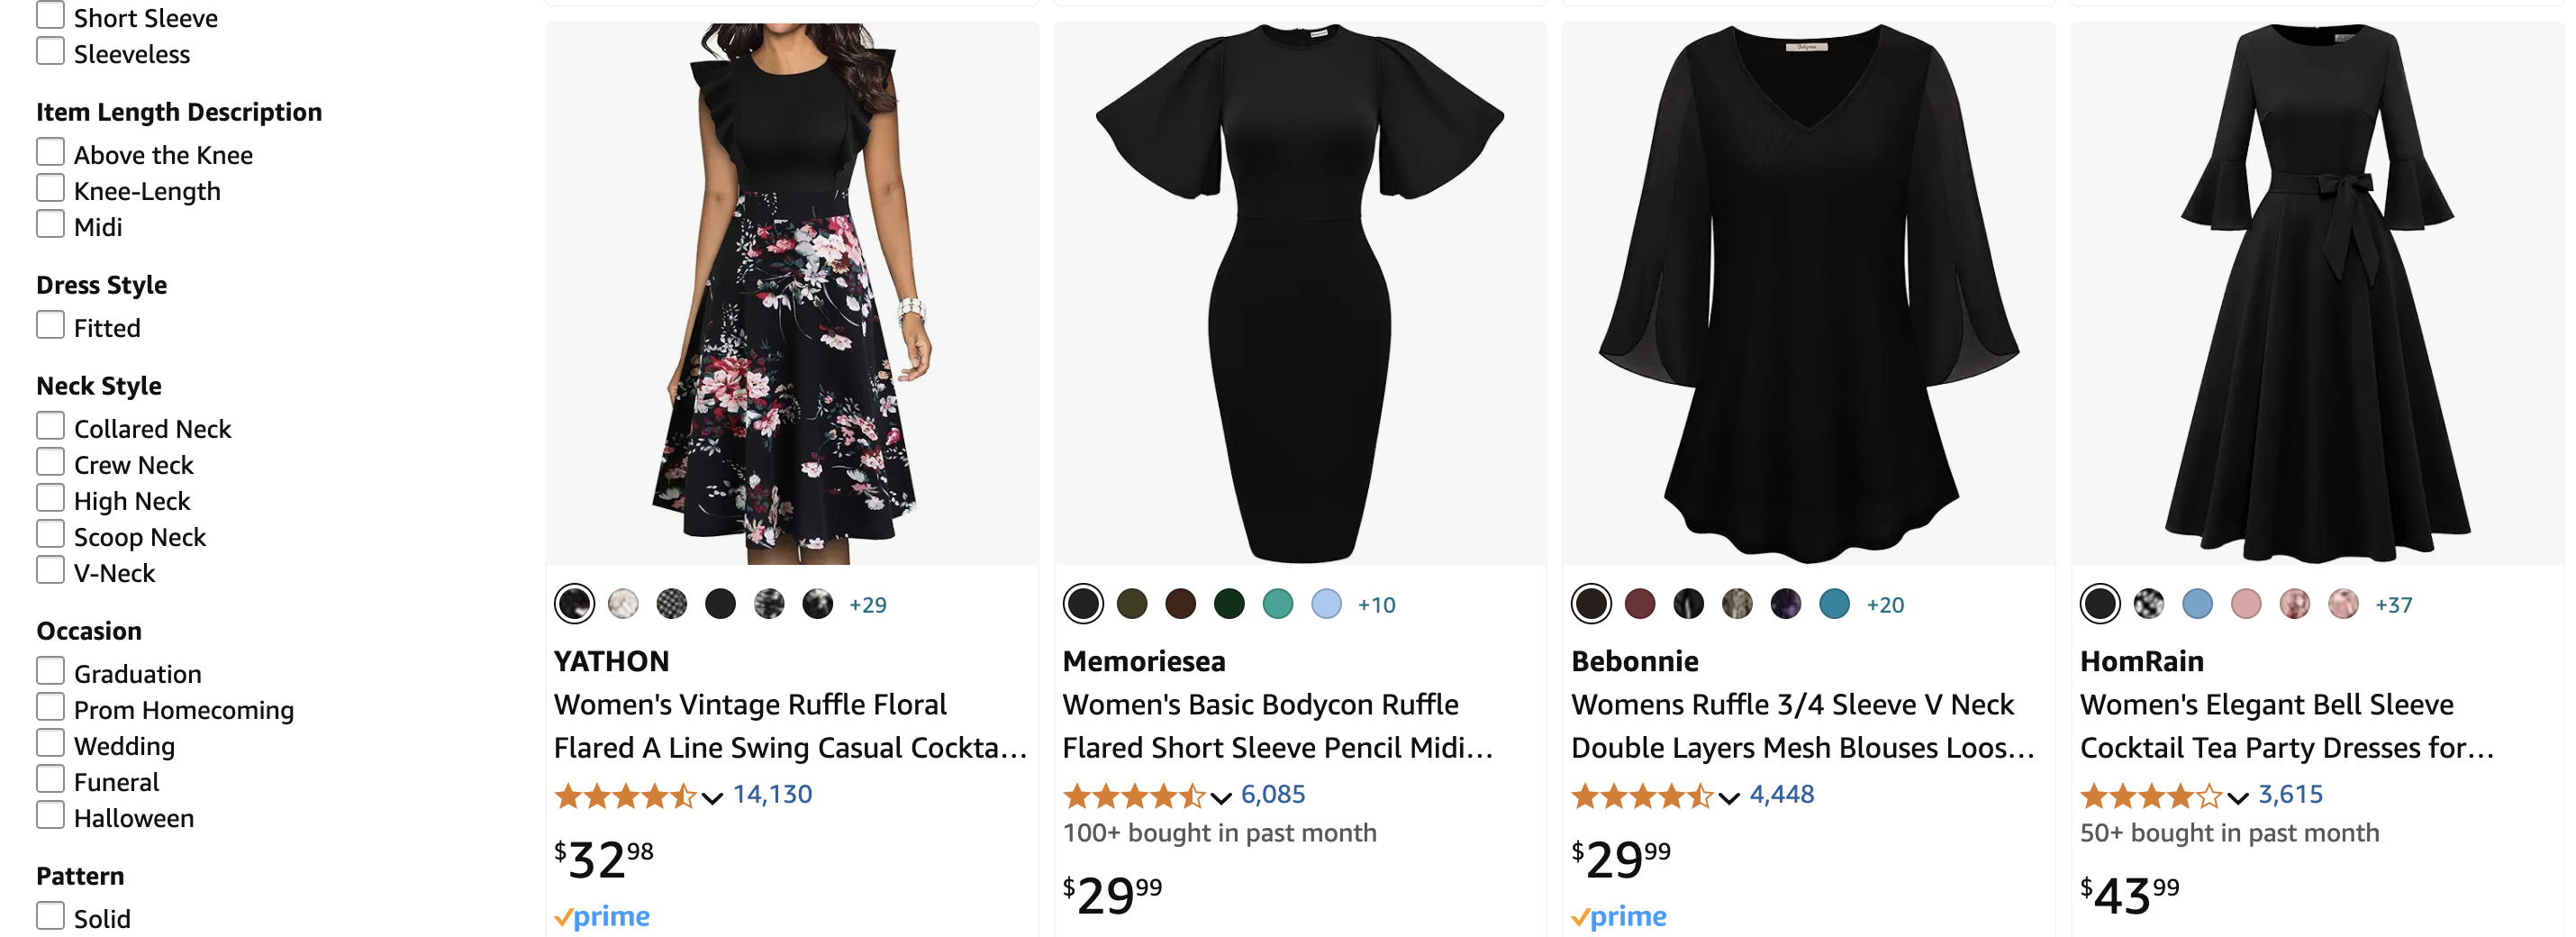 Short Sleeve
Sleeveless
Item Length Description
Above the Knee
Knee-Length
Midi
Dress Style
Fitted
Neck Style
Collared Neck
Crew Neck
High Neck
Scoop Neck
V-Neck
Occasion
Graduation
Prom Homecoming
Wedding
Funeral
Halloween
Pattern
Solid
+29
YATHON
Women's Vintage Ruffle Floral
Flared A Line Swing Casual Cockta...
14,130
$32.98
prime
+10
Memoriesea
Women's Basic Bodycon Ruffle
Flared Short Sleeve Pencil Midi...
6,085
100+ bought in past month
$29.99
+20
Bebonnie
Womens Ruffle 3/4 Sleeve V Neck
Double Layers Mesh Blouses Loos...
4,448
$29.99
prime
+37
HomRain
Women's Elegant Bell Sleeve
Cocktail Tea Party Dresses for...
3,615
50+ bought in past month
$43.99